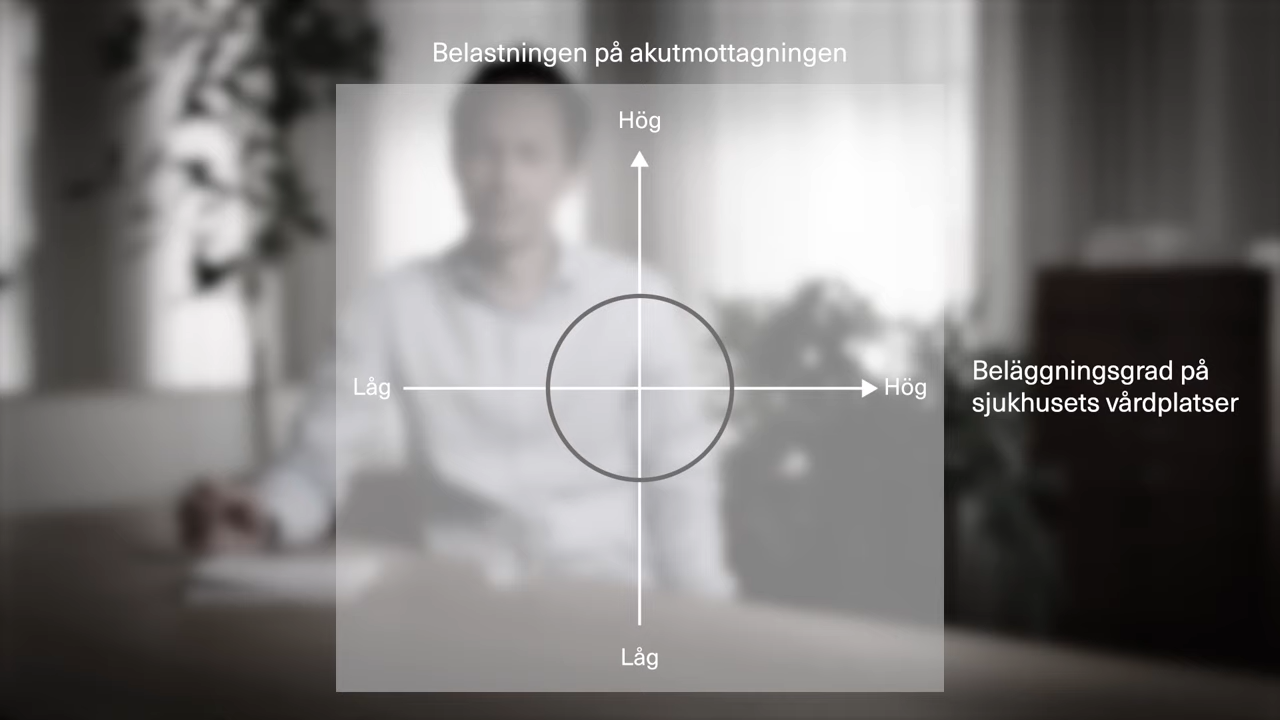 Belastningen på akutmottagningen
Hög
Låg
Hög
Beläggningsgrad på
sjukhusets vårdplatser
Låg